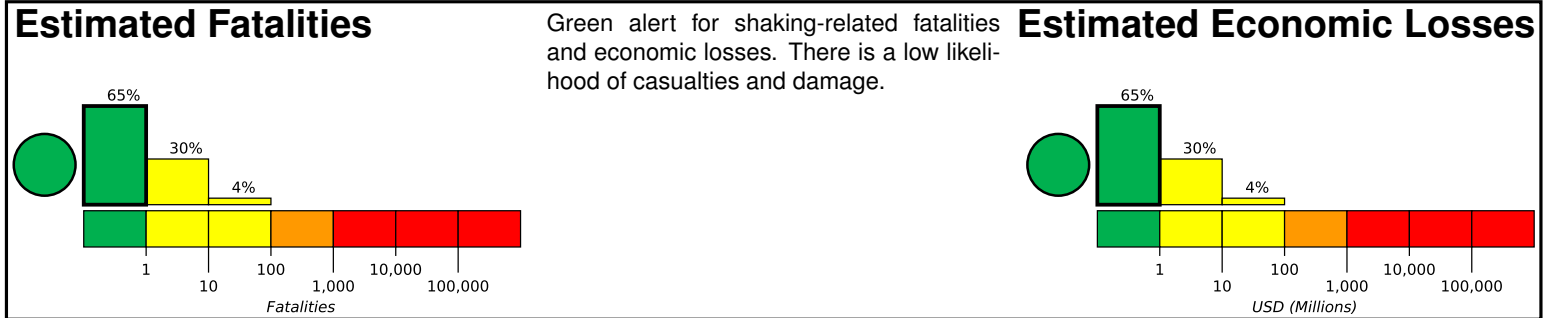 Estimated Fatalities
65%
30%
4%
1
10
100
1,000
10,000
100,000
Fatalities
Green alert for shaking-related fatalities
and economic losses. There is a low likeli-
hood of casualties and damage.
Estimated Economic Losses
65%
30%
4%
1
10
100
1,000
10,000
100,000
USD (Millions)